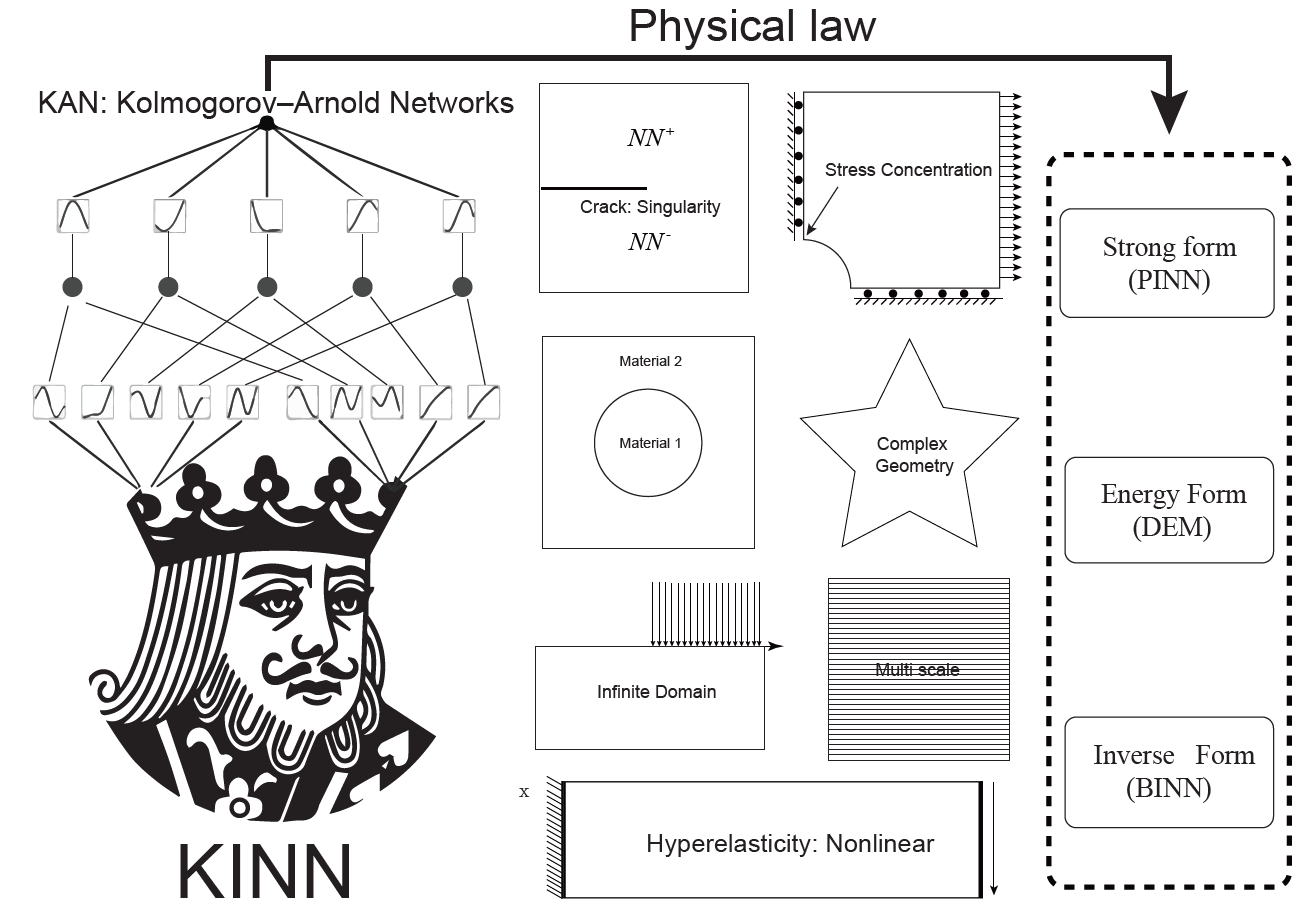 Physical law
KAN: Kolmogorov–Arnold Networks
NN+
Crack: Singularity
NN-
Stress Concentration
Strong form
(PINN)
Material 2
Material 1
Complex
Geometry
Energy Form
(DEM)
Infinite Domain
Multi scale
Inverse Form
(BINN)
x
Hyperelasticity: Nonlinear
KINN